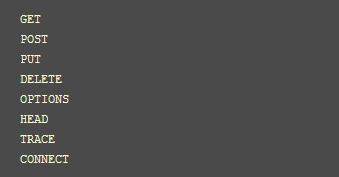 GET
POST
PUT
DELETE
OPTIONS
HEAD
TRACE
CONNECT